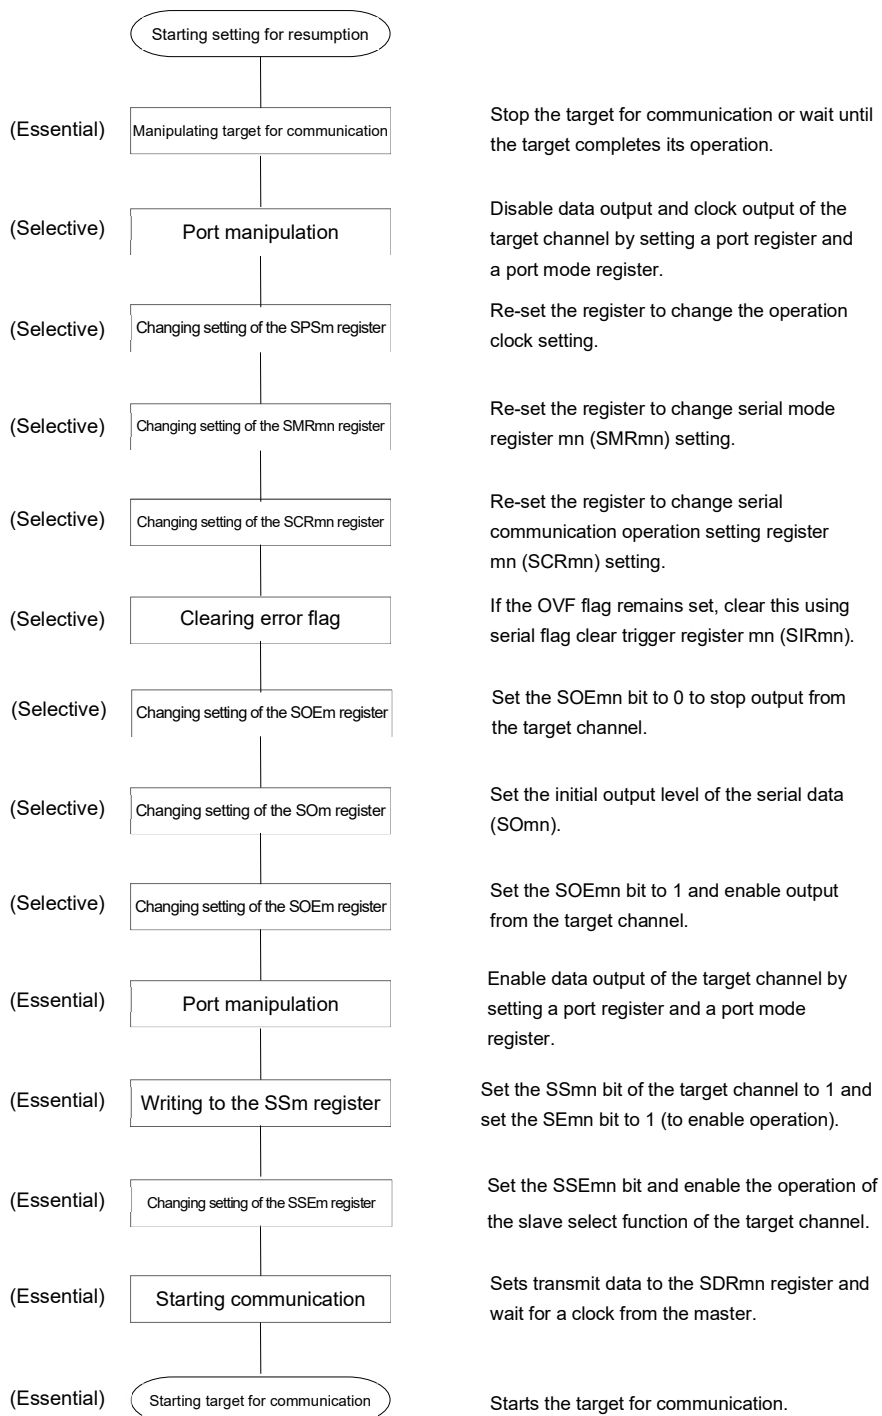 Starting setting for resumption
(Essential)
Manipulating target for communication
Stop the target for communication or wait until
the target completes its operation.
(Selective)
Port manipulation
Disable data output and clock output of the
target channel by setting a port register and
a port mode register.
(Selective)
Changing setting of the SPSm register
Re-set the register to change the operation
clock setting.
(Selective)
Changing setting of the SMRmn register
Re-set the register to change serial mode
register mn (SMRmn) setting.
(Selective)
Changing setting of the SCRmn register
Re-set the register to change serial
communication operation setting register
mn (SCRmn) setting.
(Selective)
Clearing error flag
If the OVF flag remains set, clear this using
serial flag clear trigger register mn (SIRmn).
(Selective)
Changing setting of the SOEm register
Set the SOEmn bit to 0 to stop output from
the target channel.
(Selective)
Changing setting of the SOm register
Set the initial output level of the serial data
(SOmn).
(Selective)
Changing setting of the SOEm register
Set the SOEmn bit to 1 and enable output
from the target channel.
(Essential)
Port manipulation
Enable data output of the target channel by
setting a port register and a port mode
register.
(Essential)
Writing to the SSm register
Set the SSmn bit of the target channel to 1 and
set the SEmn bit to 1 (to enable operation).
(Essential)
Changing setting of the SSEm register
Set the SSEmn bit and enable the operation of
the slave select function of the target channel.
(Essential)
Starting communication
Sets transmit data to the SDRmn register and
wait for a clock from the master.
(Essential)
Starting target for communication
Starts the target for communication.